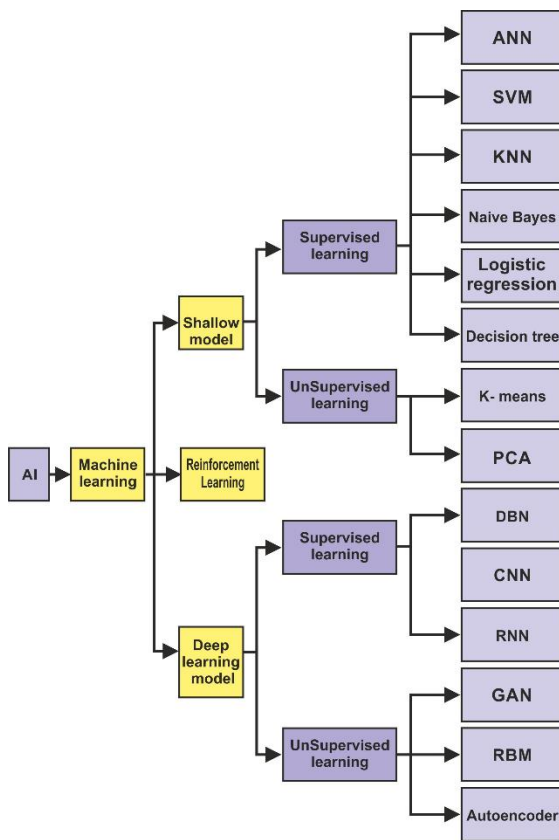 AI
Machine
learning
Shallow
model
Reinforcement
Learning
Deep
learning
model
Supervised
learning
UnSupervised
learning
Supervised
learning
UnSupervised
learning
ANN
SVM
KNN
Naive Bayes
Logistic
regression
Decision tree
K- means
PCA
DBN
CNN
RNN
GAN
RBM
Autoencoder